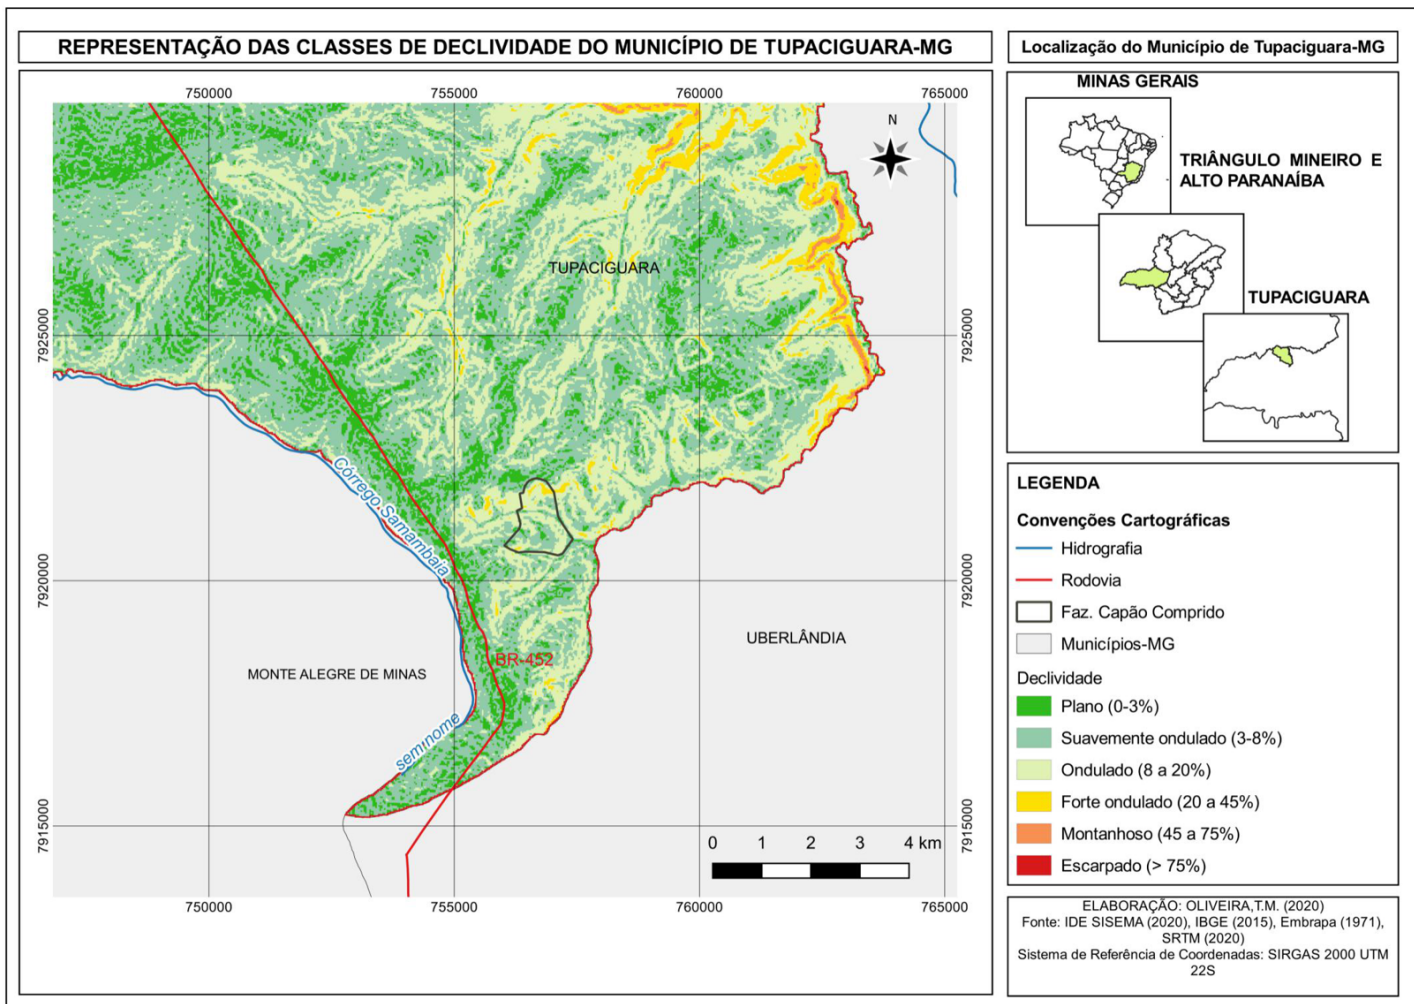 REPRESENTAÇÃO DAS CLASSES DE DECLIVIDADE DO MUNICÍPIO DE TUPACIGUARA-MG
750000
755000
760000
765000
N
7925000
7925000
TUPACIGUARA
Córrego Samambaia
7920000
7920000
UBERLÂNDIA
BR-452
MONTE ALEGRE DE MINAS
sem nome
7915000
7915000
0 1 2 3 4 km
750000
755000
760000
765000
Localização do Município de Tupaciguara-MG
MINAS GERAIS
TRIÂNGULO MINEIRO E
ALTO PARANAÍBA
TUPACIGUARA
LEGENDA
Convenções Cartográficas
Hidrografia
Rodovia
Faz. Capão Comprido
Municípios-MG
Declividade
Plano (0-3%)
Suavemente ondulado (3-8%)
Ondulado (8 a 20%)
Forte ondulado (20 a 45%)
Montanhoso (45 a 75%)
Escarpado (> 75%)
ELABORAÇÃO: OLIVEIRA,T.M. (2020)
Fonte: IDE SISEMA (2020), IBGE (2015), Embrapa (1971),
SRTM (2020)
Sistema de Referência de Coordenadas: SIRGAS 2000 UTM
22S